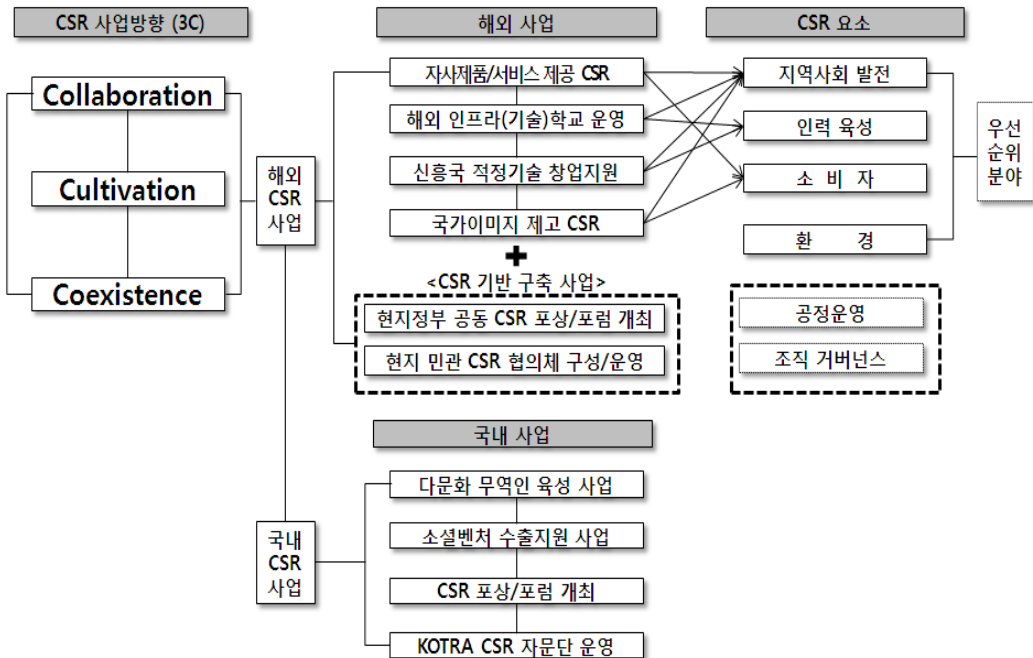 CSR 사업방향 (3C)
해외 사업
CSR 요소
Collaboration
Cultivation
Coexistence
해외
CSR
사업
자사제품/서비스 제공 CSR
해외 인프라(기술)학교 운영
신흥국 적정기술 창업지원
국가이미지 제고 CSR
<CSR 기반 구축 사업>
현지정부 공동 CSR 포상/포럼 개최
현지 민관 CSR 협의체 구성/운영
지역사회 발전
인력 육성
소 비 자
환 경
우선
순위
분야
공정운영
조직 거버넌스
국내 사업
국내
CSR
사업
다문화 무역인 육성 사업
소셜벤처 수출지원 사업
CSR 포상/포럼 개최
KOTRA CSR 자문단 운영